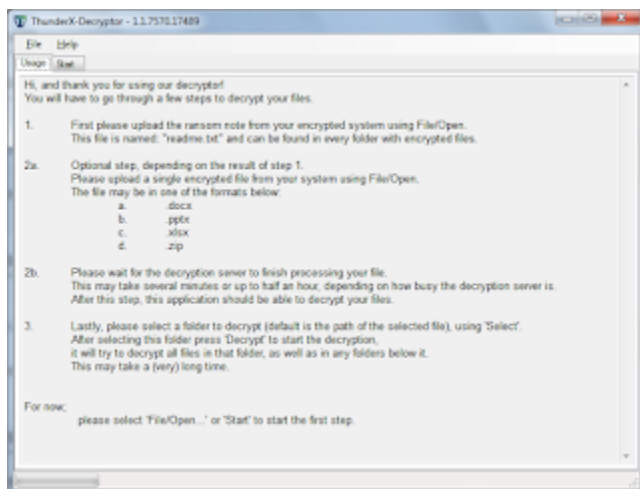 ThunderX-Decryptor - 1.1.7570.17489
File Help
Usage Start
Hi, and thank you for using our decryptor!
You will have to go through a few steps to decrypt your files.
1. First please upload the ransom note from your encrypted system using File/Open.
This file is named: "readme.txt" and can be found in every folder with encrypted files.
2a. Optional step, depending on the result of step 1.
Please upload a single encrypted file from your system using File/Open.
The file may be in one of the formats below:
a. .docx
b. .pptx
c. .xlsx
d. .zip
2b. Please wait for the decryption server to finish processing your file.
This may take several minutes or up to half an hour, depending on how busy the decryption server is.
After this step, this application should be able to decrypt your files.
3. Lastly, please select a folder to decrypt (default is the path of the selected file), using 'Select'.
After selecting this folder press 'Decrypt' to start the decryption,
it will try to decrypt all files in that folder, as well as in any folders below it.
This may take a (very) long time.
For now;
please select 'File/Open...' or 'Start' to start the first step.